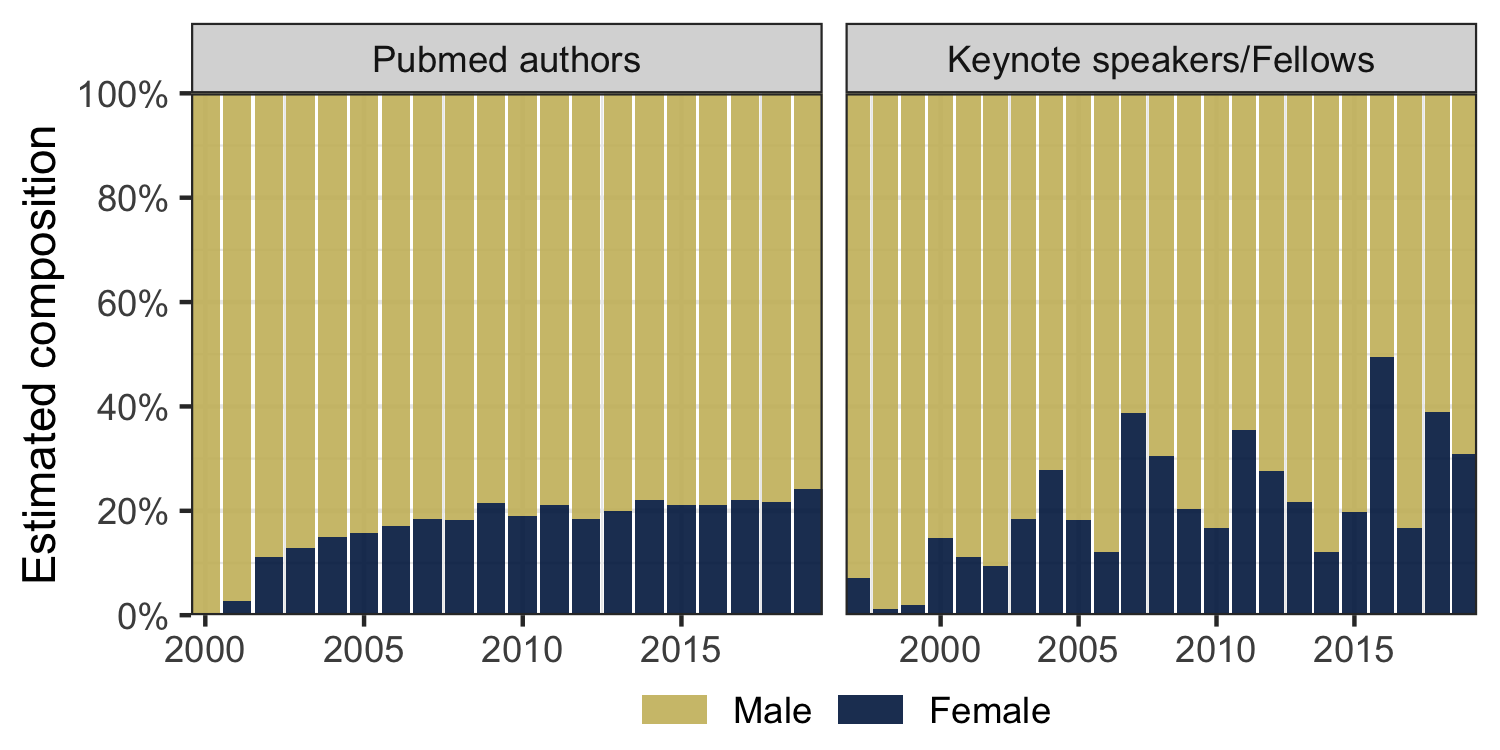 Pubmed authors
Keynote speakers/Fellows
Estimated composition
100%
80%
60%
40%
20%
0%
2000 2005 2010 2015
2000 2005 2010 2015
Male Female